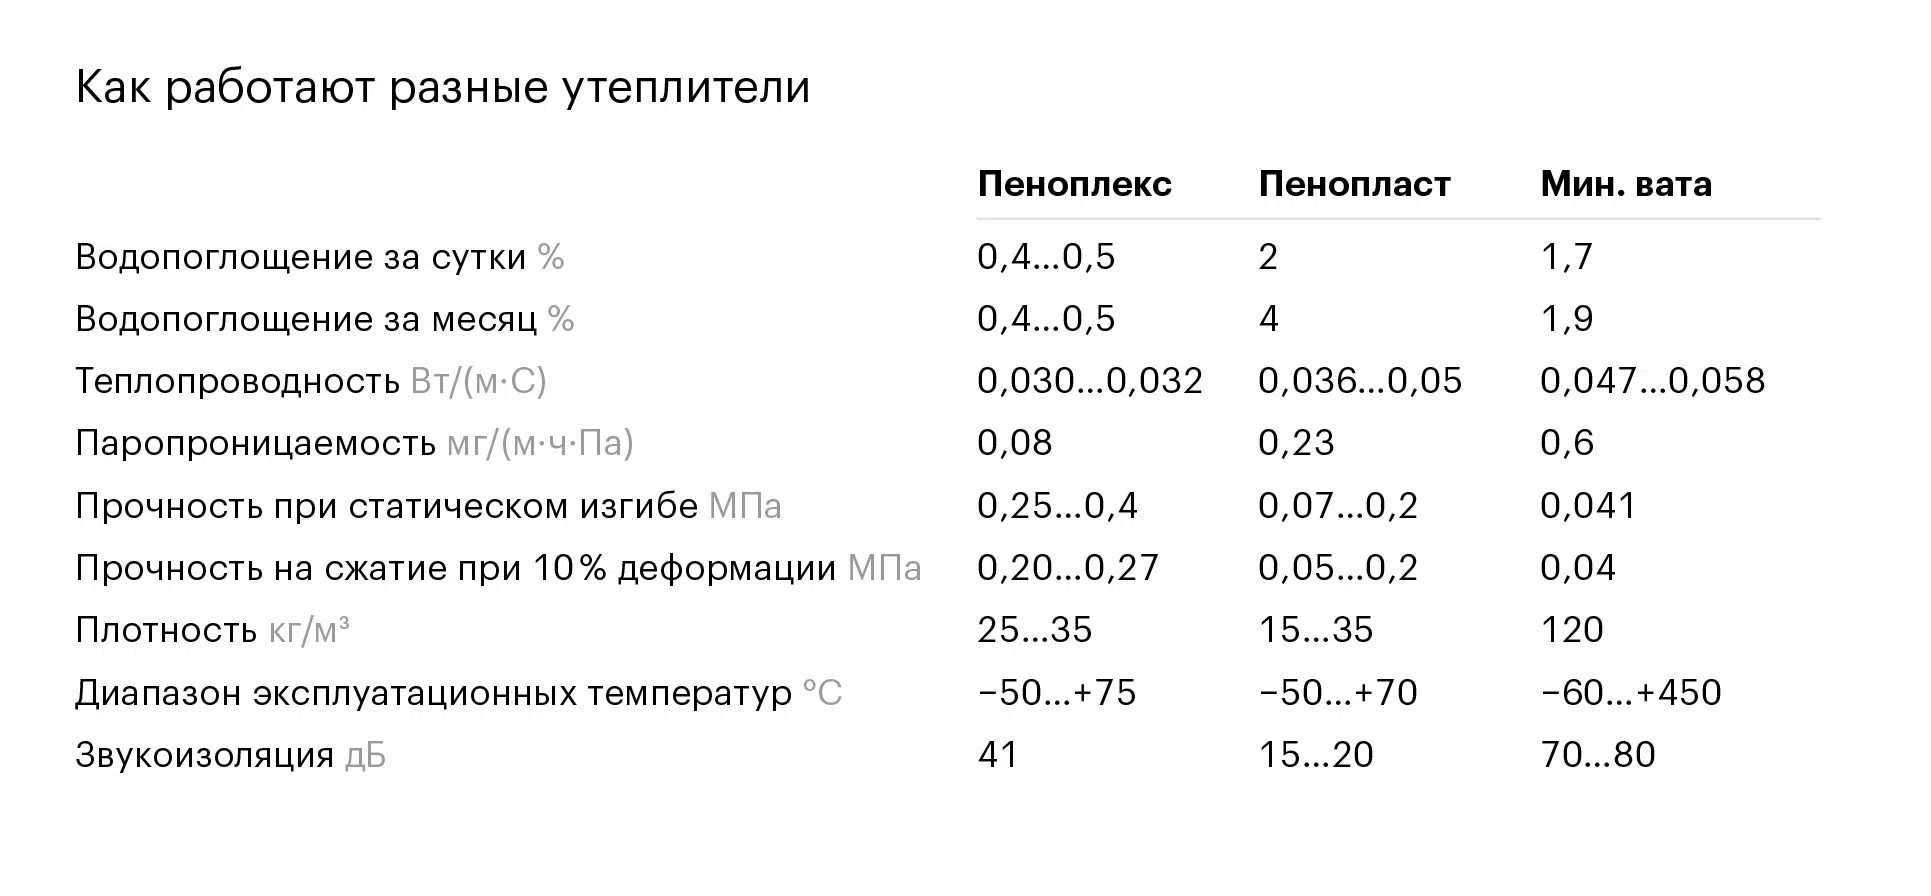 Как работают разные утеплители
Пеноплекс Пенопласт Мин. вата
Водопоглощение за сутки % 0,4…0,5 2 1,7
Водопоглощение за месяц % 0,4…0,5 4 1,9
Теплопроводность Вт/(м·С) 0,030…0,032 0,036…0,05 0,047…0,058
Паропроницаемость мг/(м·ч·Па) 0,08 0,23 0,6
Прочность при статическом изгибе МПа 0,25…0,4 0,07…0,2 0,041
Прочность на сжатие при 10 % деформации МПа 0,20…0,27 0,05…0,2 0,04
Плотность кг/м³ 25…35 15…35 120
Диапазон эксплуатационных температур °С −50…+75 −50…+70 −60…+450
Звукоизоляция дБ 41 15…20 70…80